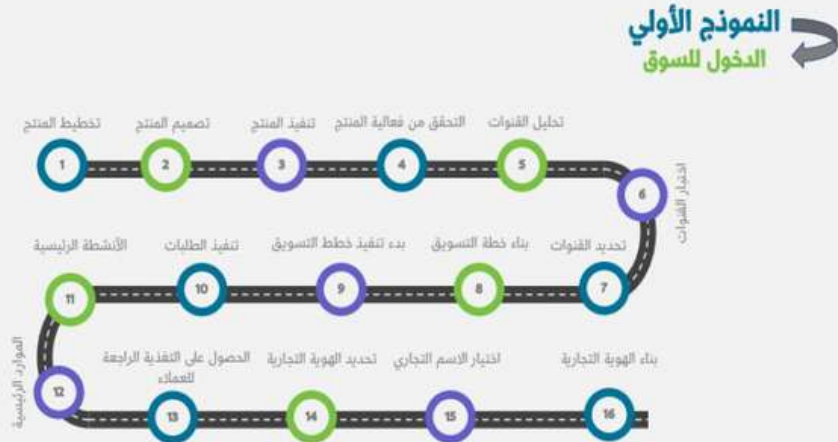 النموذج الأولي
الدخول للسوق
تخطيط المنتج
1
تصميم المنتج
2
تنفيذ المنتج
3
التحقق من فعالية المنتج
4
تحليل القنوات
5
اختبار القنوات
6
تحديد القنوات
7
بناء خطة التسويق
8
بدء تنفيذ خطط التسويق
9
تنفيذ الطلبات
10
الأنشطة الرئيسية
11
الموارد الرئيسية
12
الحصول على التغذية الراجعة
للعملاء
13
تحديد الهوية التجارية
14
اختيار الاسم التجاري
15
بناء الهوية التجارية
16